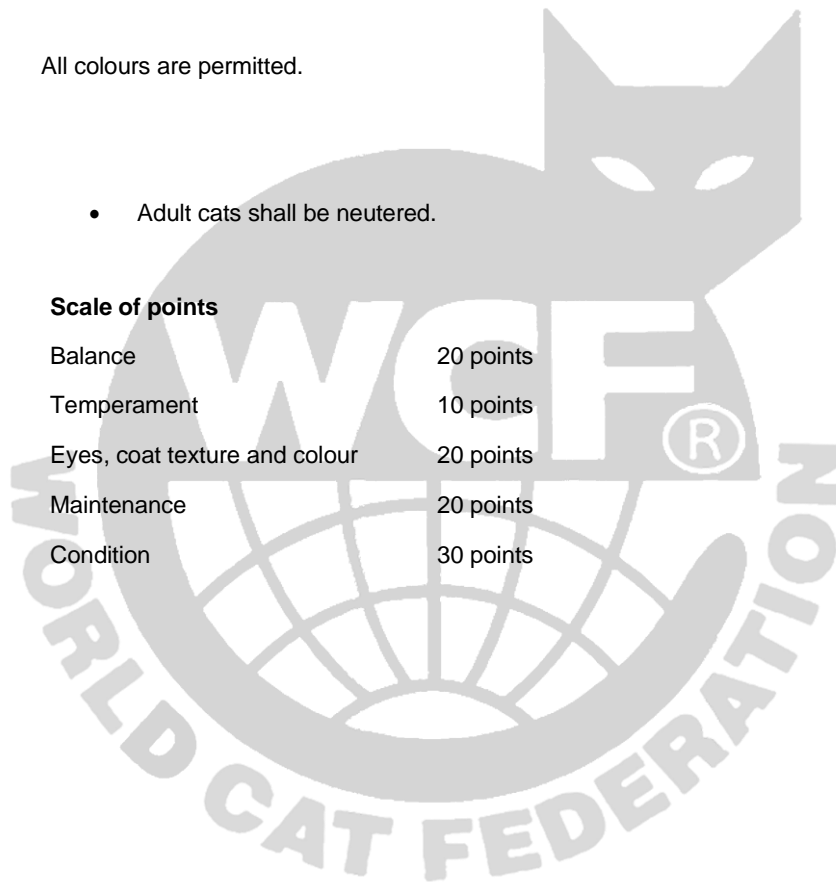 All colours are permitted.
• Adult cats shall be neutered.
Scale of points
Balance 20 points
Temperament 10 points
Eyes, coat texture and colour 20 points
Maintenance 20 points
Condition 30 points
WCF ®
WORLD CAT FEDERATION